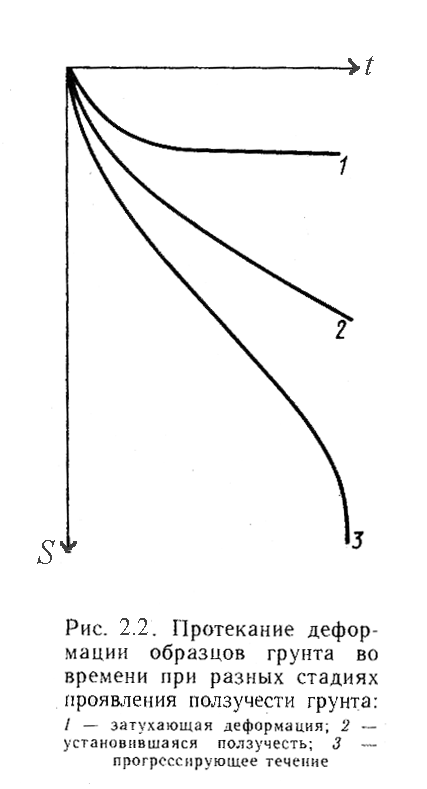 t
1
2
3
S
Рис. 2.2. Протекание дефор-
мации образцов грунта во
времени при разных стадиях
проявления ползучести грунта:
1 — затухающая деформация; 2 —
установившаяся ползучесть; 3 —
прогрессирующее течение